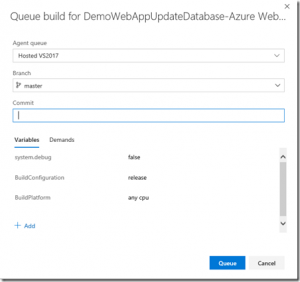 Queue build for DemoWebAppUpdateDatabase-Azure Web...
Agent queue
Hosted VS2017
Branch
master
Commit
Variables Demands
system.debug false
BuildConfiguration release
BuildPlatform any cpu
+ Add
Queue Cancel